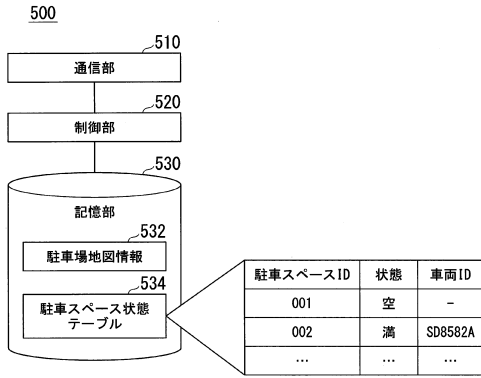 500
510
通信部
520
制御部
530
記憶部
532
駐車場地図情報
534
駐車スペース状態
テーブル
駐車スペースID 状態 車両ID
001 空 -
002 満 SD8582A
… … …